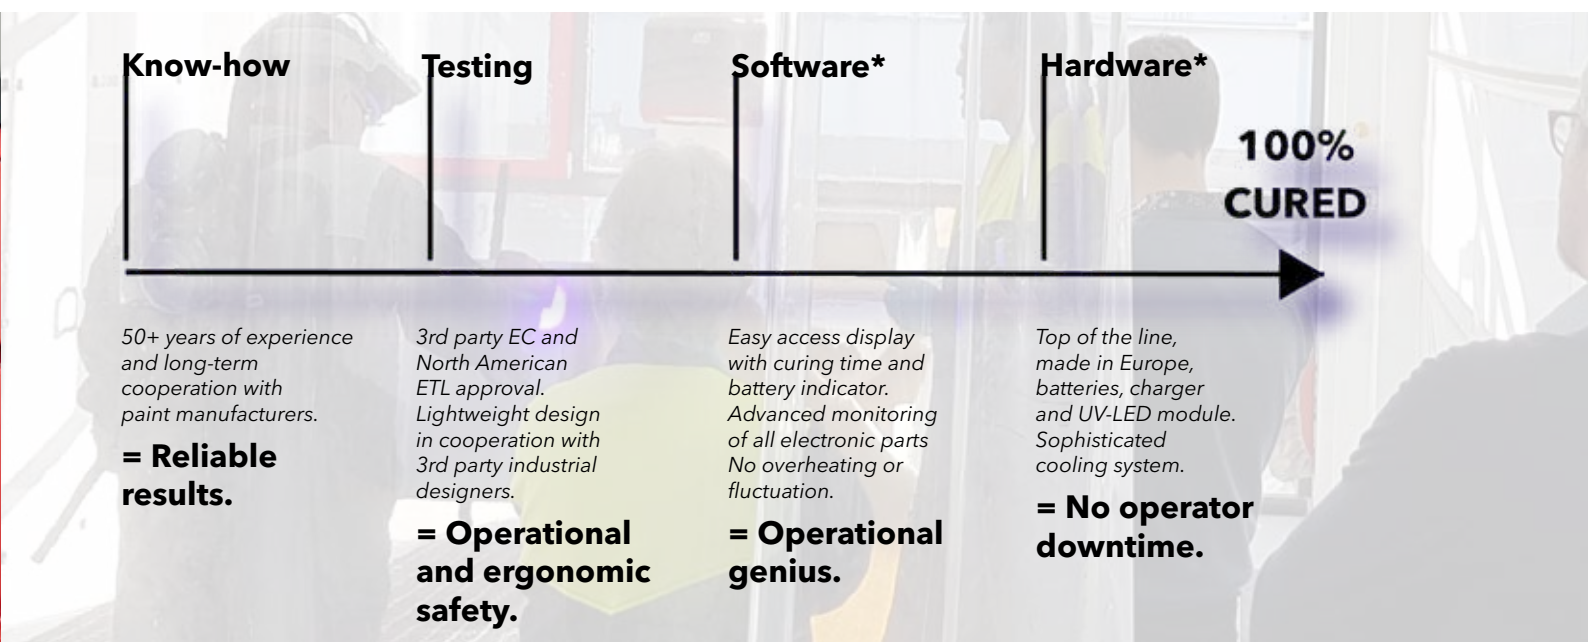 Know-how
Testing
Software*
Hardware*
100%
CURED
50+ years of experience
and long-term
cooperation with
paint manufacturers.
= Reliable
results.
3rd party EC and
North American
ETL approval.
Lightweight design
in cooperation with
3rd party industrial
designers.
= Operational
and ergonomic
safety.
Easy access display
with curing time and
battery indicator.
Advanced monitoring
of all electronic parts
No overheating or
fluctuation.
= Operational
genius.
Top of the line,
made in Europe,
batteries, charger
and UV-LED module.
Sophisticated
cooling system.
= No operator
downtime.